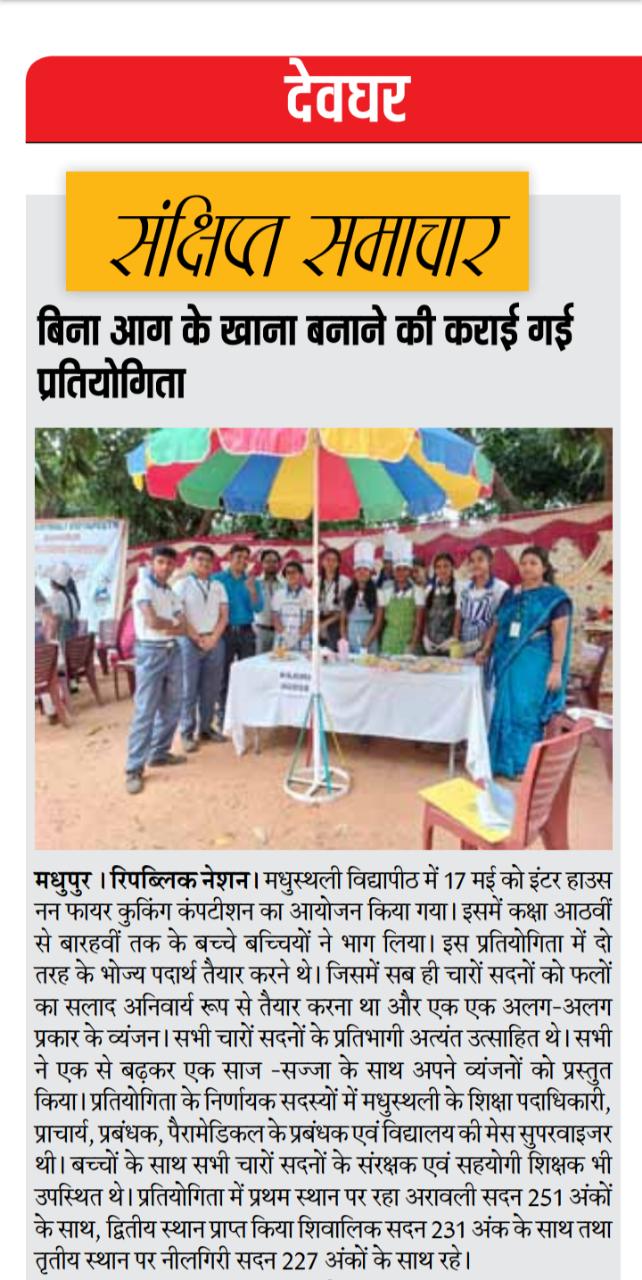 देवघर
संक्षिप्त समाचार
बिना आग के खाना बनाने की कराई गई
प्रतियोगिता
मधुपुर । रिपब्लिक नेशन। मधुस्थली विद्यापीठ में 17 मई को इंटर हाउस
नन फायर कुकिंग कंपटीशन का आयोजन किया गया। इसमें कक्षा आठवीं
से बारहवीं तक के बच्चे बच्चियों ने भाग लिया। इस प्रतियोगिता में दो
तरह के भोज्य पदार्थ तैयार करने थे। जिसमें सब ही चारों सदनों को फलों
का सलाद अनिवार्य रूप से तैयार करना था और एक एक अलग-अलग
प्रकार के व्यंजन। सभी चारों सदनों के प्रतिभागी अत्यंत उत्साहित थे। सभी
ने एक से बढ़कर एक साज -सज्जा के साथ अपने व्यंजनों को प्रस्तुत
किया। प्रतियोगिता के निर्णायक सदस्यों में मधुस्थली के शिक्षा पदाधिकारी,
प्राचार्य, प्रबंधक, पैरामेडिकल के प्रबंधक एवं विद्यालय की मेस सुपरवाइजर
थी। बच्चों के साथ सभी चारों सदनों के संरक्षक एवं सहयोगी शिक्षक भी
उपस्थित थे। प्रतियोगिता में प्रथम स्थान पर रहा अरावली सदन 251 अंकों
के साथ, द्वितीय स्थान प्राप्त किया शिवालिक सदन 231 अंक के साथ तथा
तृतीय स्थान पर नीलगिरी सदन 227 अंकों के साथ रहे।